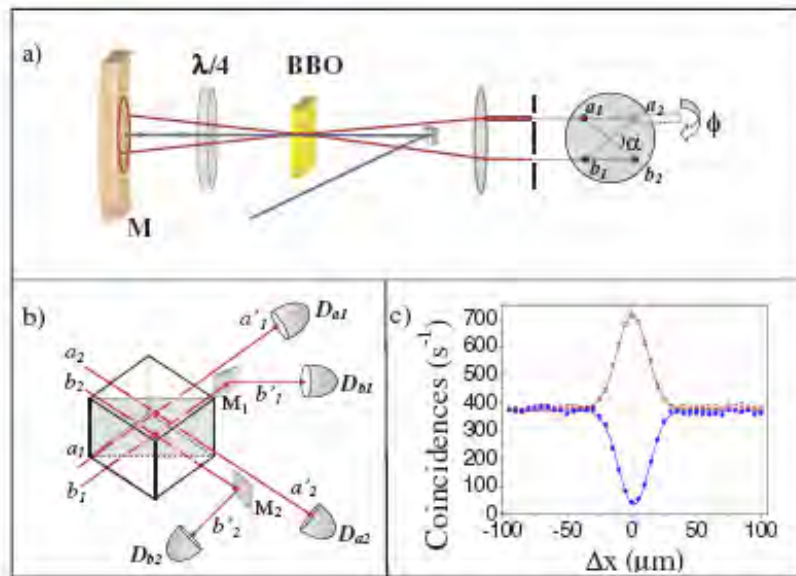 a)
λ/4
BBO
M
a1
a2
α
ϕ
b1
b2
b)
a2
b2
a1
b1
a'1
Da1
M1
b'1
Db1
a'2
M2
b'2
Da2
Db2
c)
Coincidences (s-1)
700
600
500
400
300
200
100
0
-100 -50 0 50 100
Δx (μm)